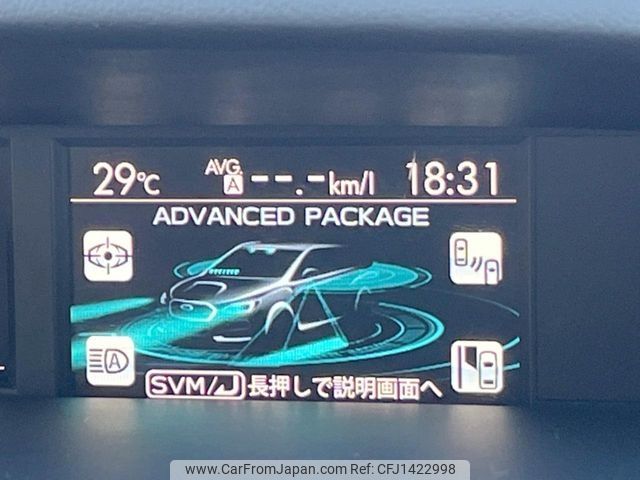 29℃ AVG. A --.-km/l 18:31
ADVANCED PACKAGE
A
SVM/↲ 長押しで説明画面へ
www.CarFromJapan.com REF: CFJ1422998